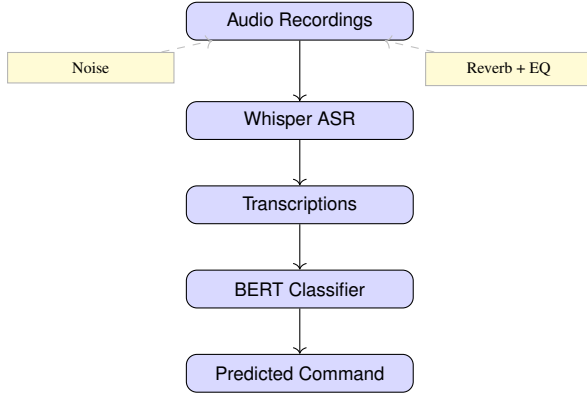 Audio Recordings
Noise
Reverb + EQ
Whisper ASR
Transcriptions
BERT Classifier
Predicted Command